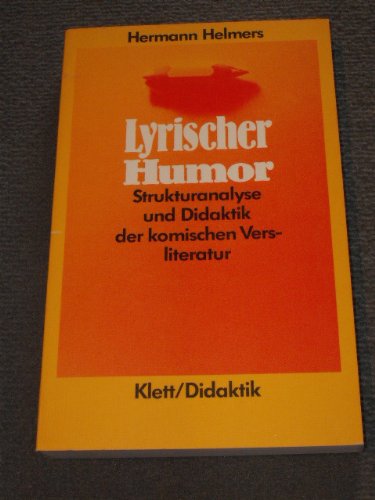 Hermann Helmers
Lyrischer
Humor
Strukturanalyse
und Didaktik
der komischen Vers-
literatur
Klett/Didaktik